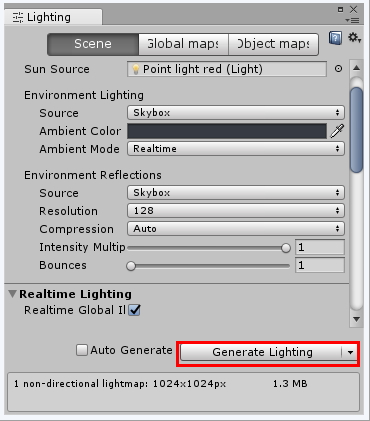 Lighting
Scene Global maps Object maps
Sun Source Point light red (Light)
Environment Lighting
Source Skybox
Ambient Color
Ambient Mode Realtime
Environment Reflections
Source Skybox
Resolution 128
Compression Auto
Intensity Multip 1
Bounces 1
Realtime Lighting
Realtime Global Il
Auto Generate Generate Lighting
1 non-directional lightmap: 1024x1024px 1.3 MB